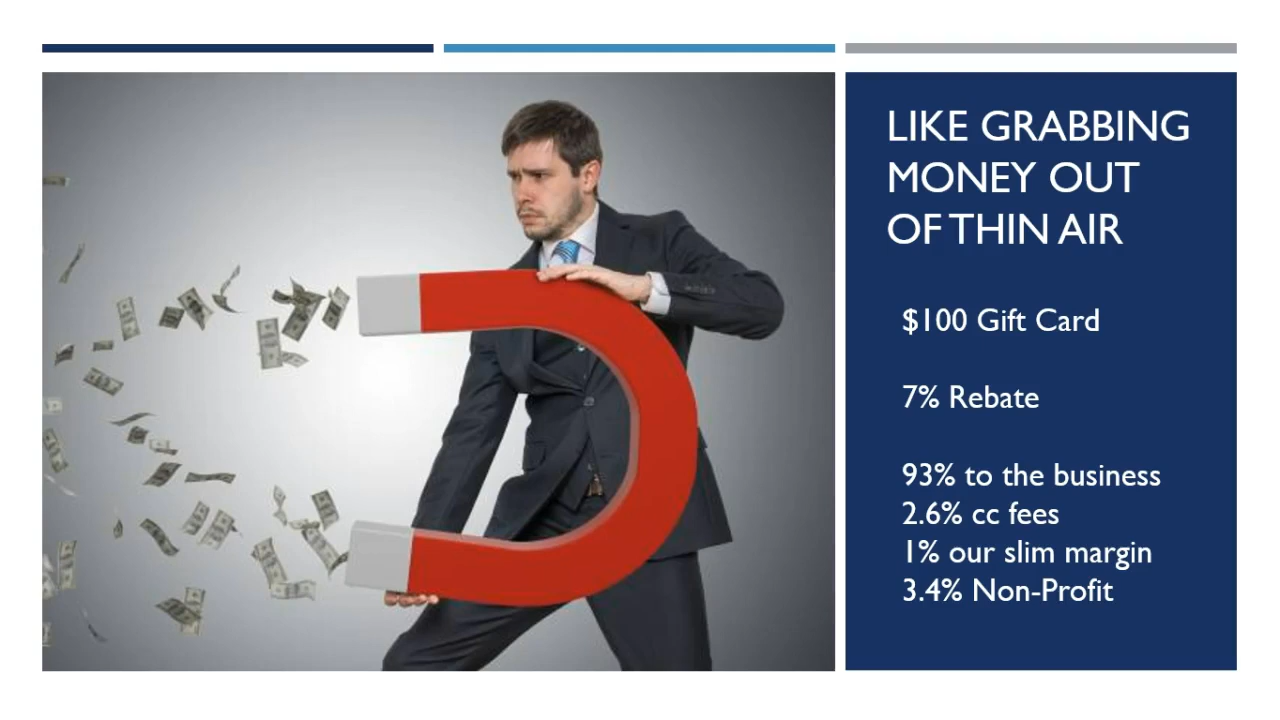 LIKE GRABBING
MONEY OUT
OF THIN AIR
$100 Gift Card
7% Rebate
93% to the business
2.6% cc fees
1% our slim margin
3.4% Non-Profit